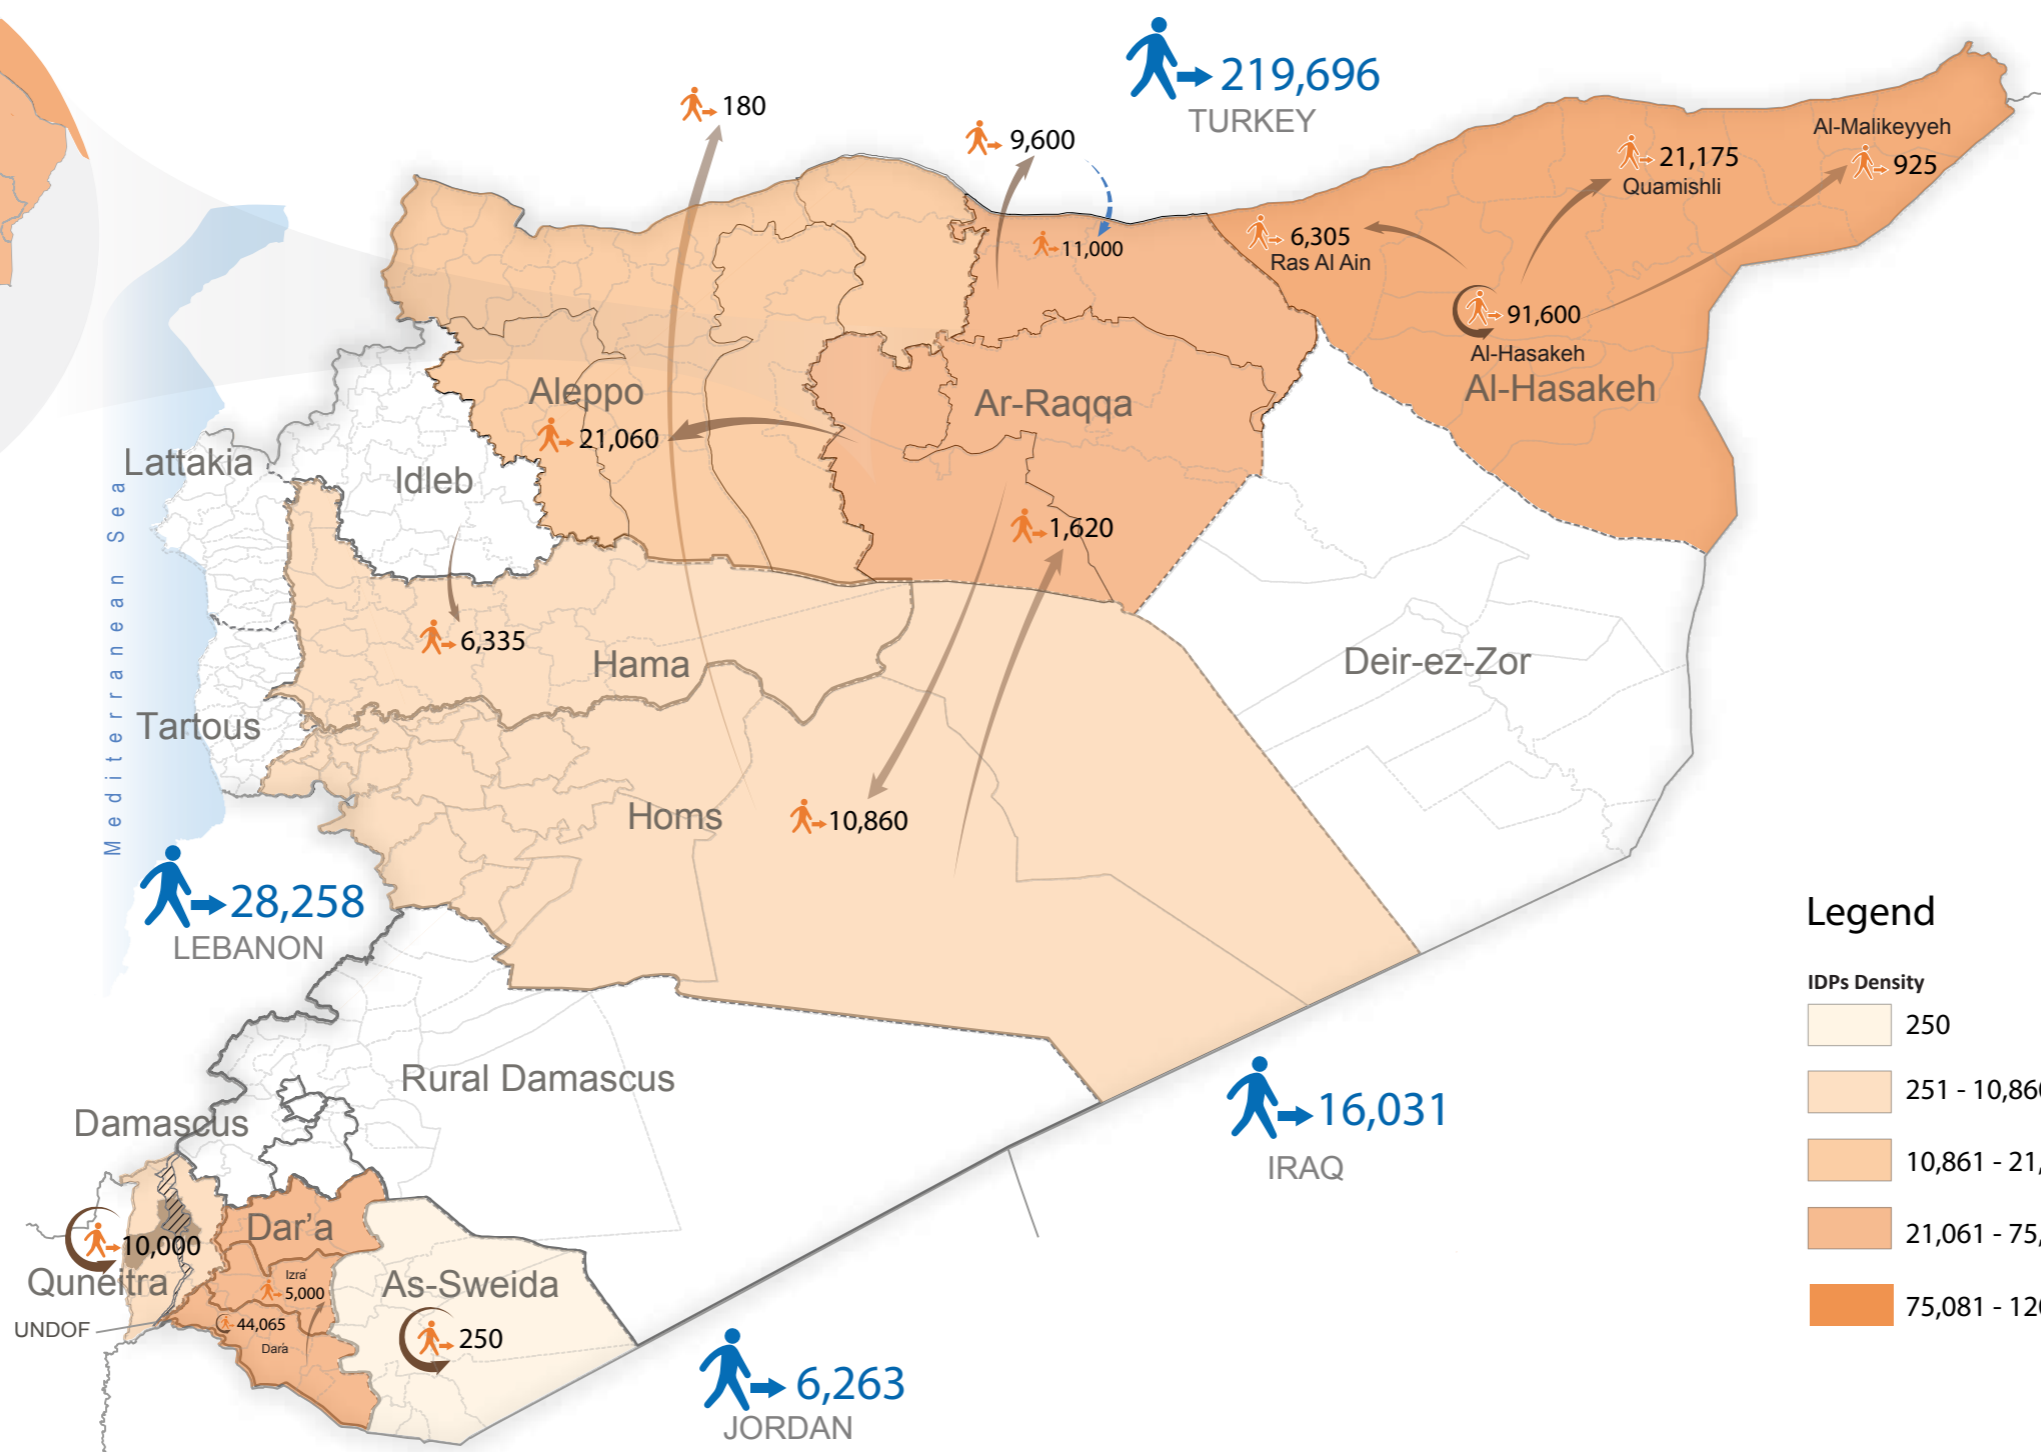 219,696
TURKEY
180
9,600
Al-Malikeyyeh
925
21,175
Quamishli
6,305
Ras Al Ain
11,000
91,600
Al-Hasakeh
Al-Hasakeh
Aleppo
21,060
Ar-Raqqa
Lattakia
Idleb
Mediterranean Sea
1,620
6,335
Hama
Deir-ez-Zor
Tartous
Homs
10,860
28,258
LEBANON
Legend
IDPs Density
250
251 - 10,860
10,861 - 21,
21,061 - 75,
75,081 - 120
Rural Damascus
Damascus
16,031
IRAQ
10,000
Quneitra
Dar'a
Izra'
5,000
44,065
Dara
UNDOF
As-Sweida
250
6,263
JORDAN